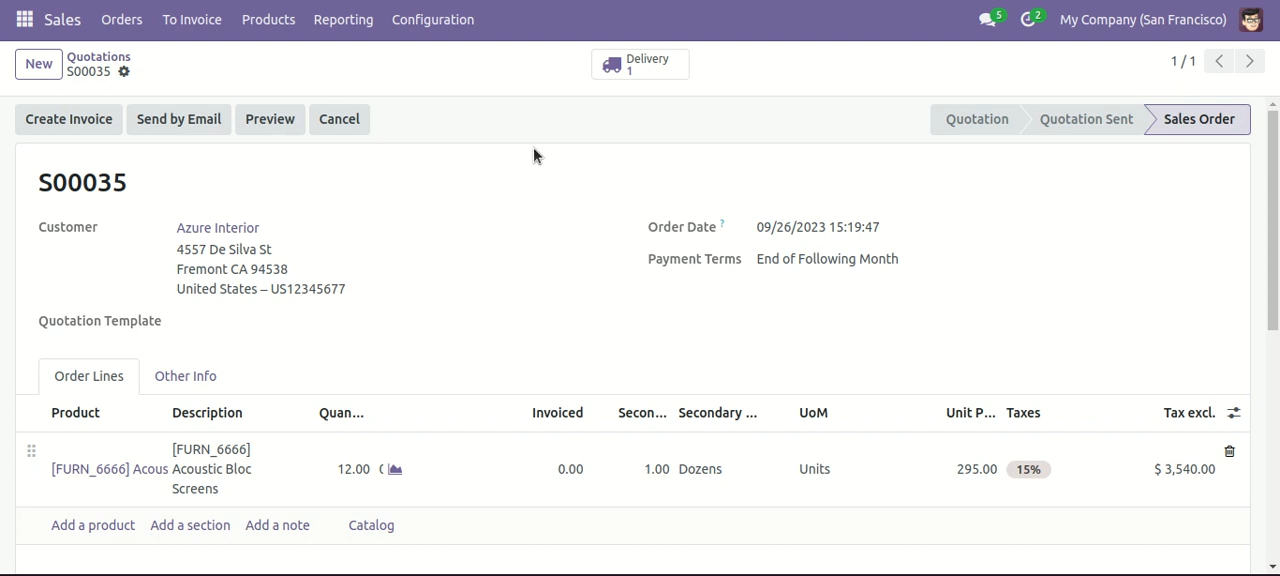 Sales Orders To Invoice Products Reporting Configuration 5 2 My Company (San Francisco)
New Quotations Delivery 1 / 1
S00035 1
Create Invoice Send by Email Preview Cancel Quotation Quotation Sent Sales Order
S00035
Customer Azure Interior Order Date ? 09/26/2023 15:19:47
4557 De Silva St
Fremont CA 94538 Payment Terms End of Following Month
United States – US12345677
Quotation Template
Order Lines Other Info
Product Description Quan... Invoiced Secon... Secondary ... UoM Unit P... Taxes Tax excl.
[FURN_6666]
[FURN_6666] Acous Acoustic Bloc 12.00 0.00 1.00 Dozens Units 295.00 15% $ 3,540.00
Screens
Add a product Add a section Add a note Catalog